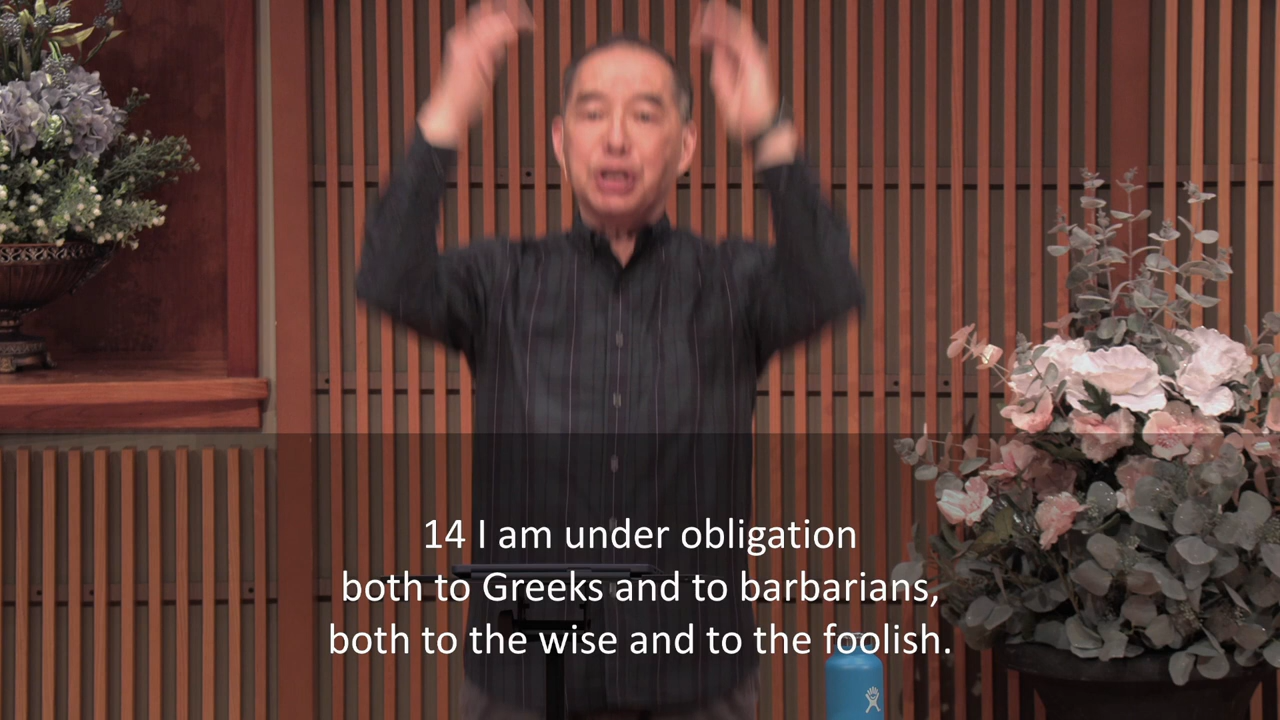 14 I am under obligation
both to Greeks and to barbarians,
both to the wise and to the foolish.